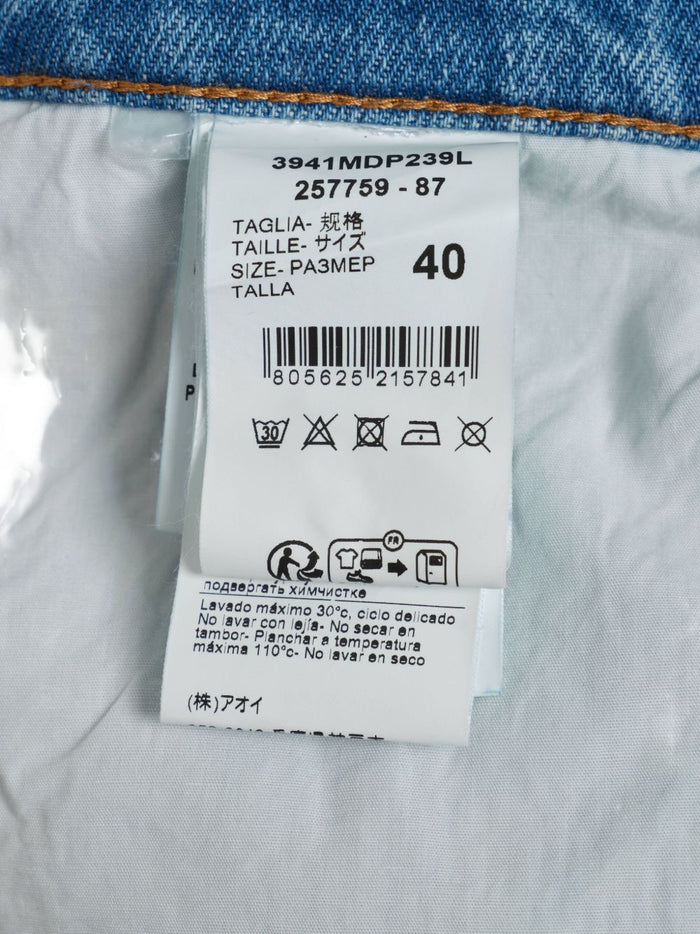 3941MDP239L
257759 - 87
TAGLIA- 规格
TAILLE- サイズ
SIZE- РАЗМЕР
TALLA
40
805625 2157841
30
FR
подвергать химчистке
Lavado máximo 30°c, ciclo delicado
No lavar con lejía- No secar en
tambor- Planchar a temperatura
máxima 110°c- No lavar en seco
(株)アオイ